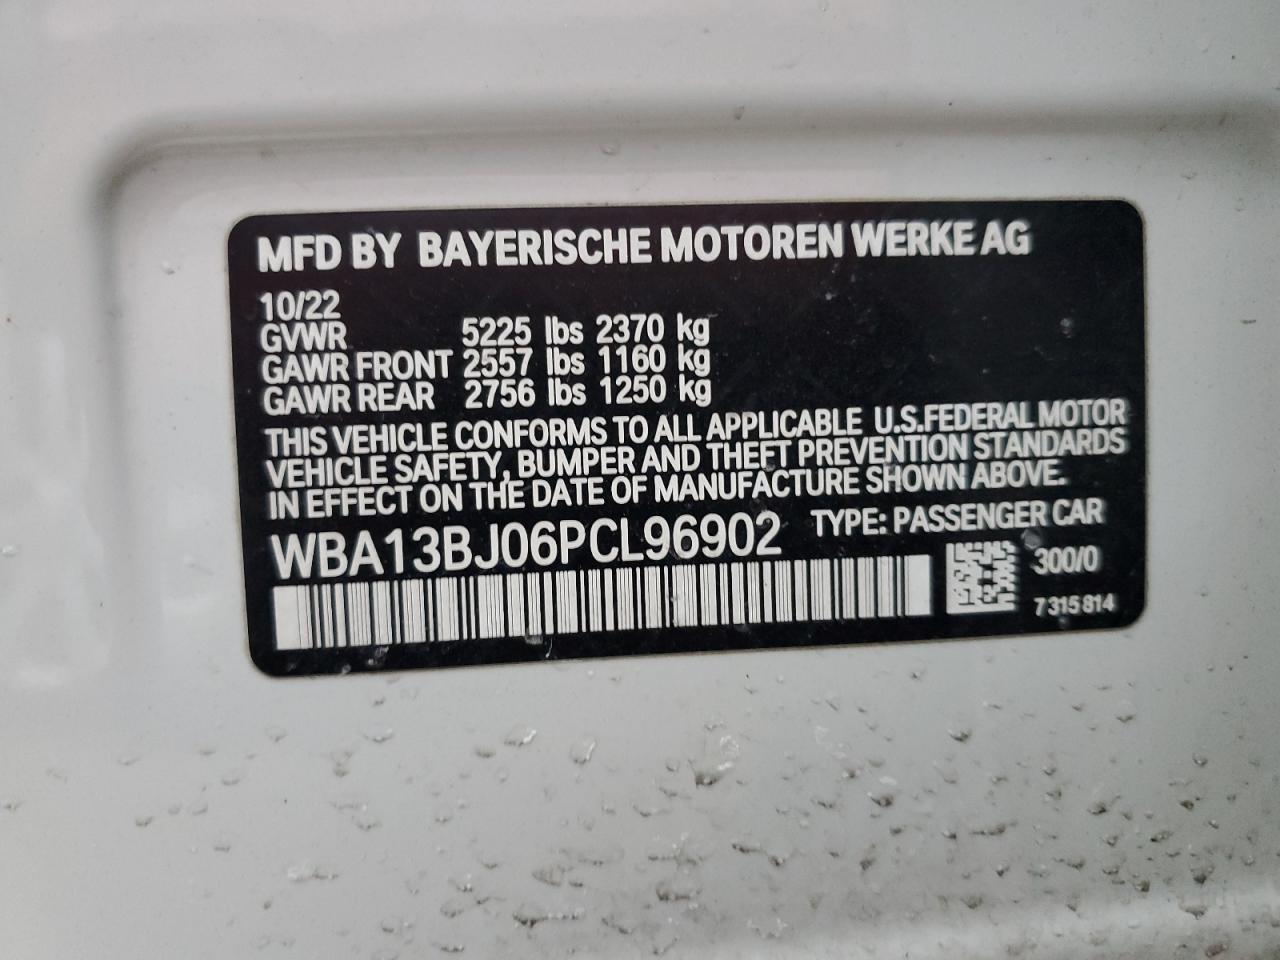 MFD BY BAYERISCHE MOTOREN WERKE AG
10/22
GVWR 5225 lbs 2370 kg
GAWR FRONT 2557 lbs 1160 kg
GAWR REAR 2756 lbs 1250 kg
THIS VEHICLE CONFORMS TO ALL APPLICABLE U.S.FEDERAL MOTOR
VEHICLE SAFETY, BUMPER AND THEFT PREVENTION STANDARDS
IN EFFECT ON THE DATE OF MANUFACTURE SHOWN ABOVE.
WBA13BJ06PCL96902 TYPE: PASSENGER CAR
300/0
7 315 814